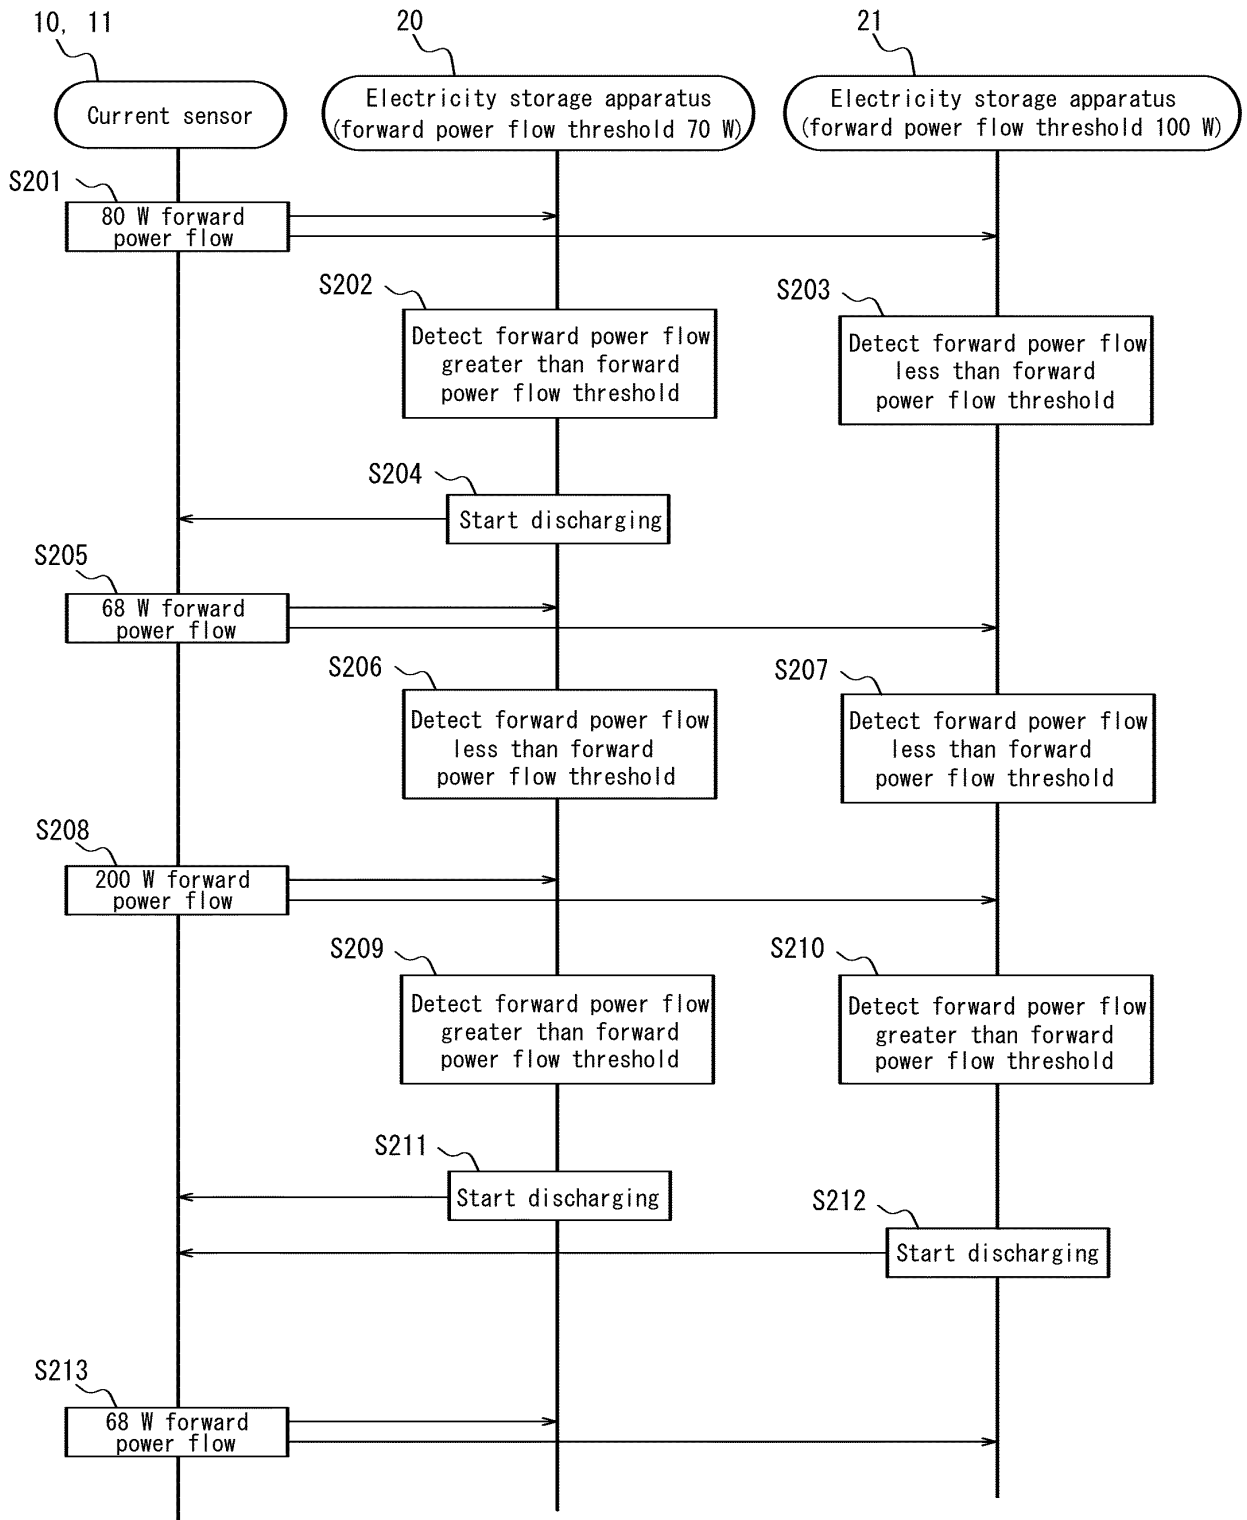 10, 11
20
21
Current sensor
Electricity storage apparatus
(forward power flow threshold 70 W)
Electricity storage apparatus
(forward power flow threshold 100 W)
S201
80 W forward
power flow
S202
Detect forward power flow
greater than forward
power flow threshold
S203
Detect forward power flow
less than forward
power flow threshold
S204
Start discharging
S205
68 W forward
power flow
S206
Detect forward power flow
less than forward
power flow threshold
S207
Detect forward power flow
less than forward
power flow threshold
S208
200 W forward
power flow
S209
Detect forward power flow
greater than forward
power flow threshold
S210
Detect forward power flow
greater than forward
power flow threshold
S211
Start discharging
S212
Start discharging
S213
68 W forward
power flow